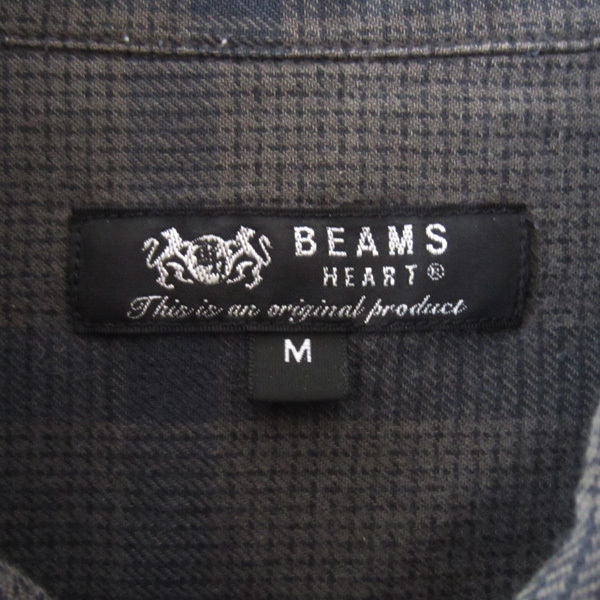 BEAMS
HEART®
This is an original product
M